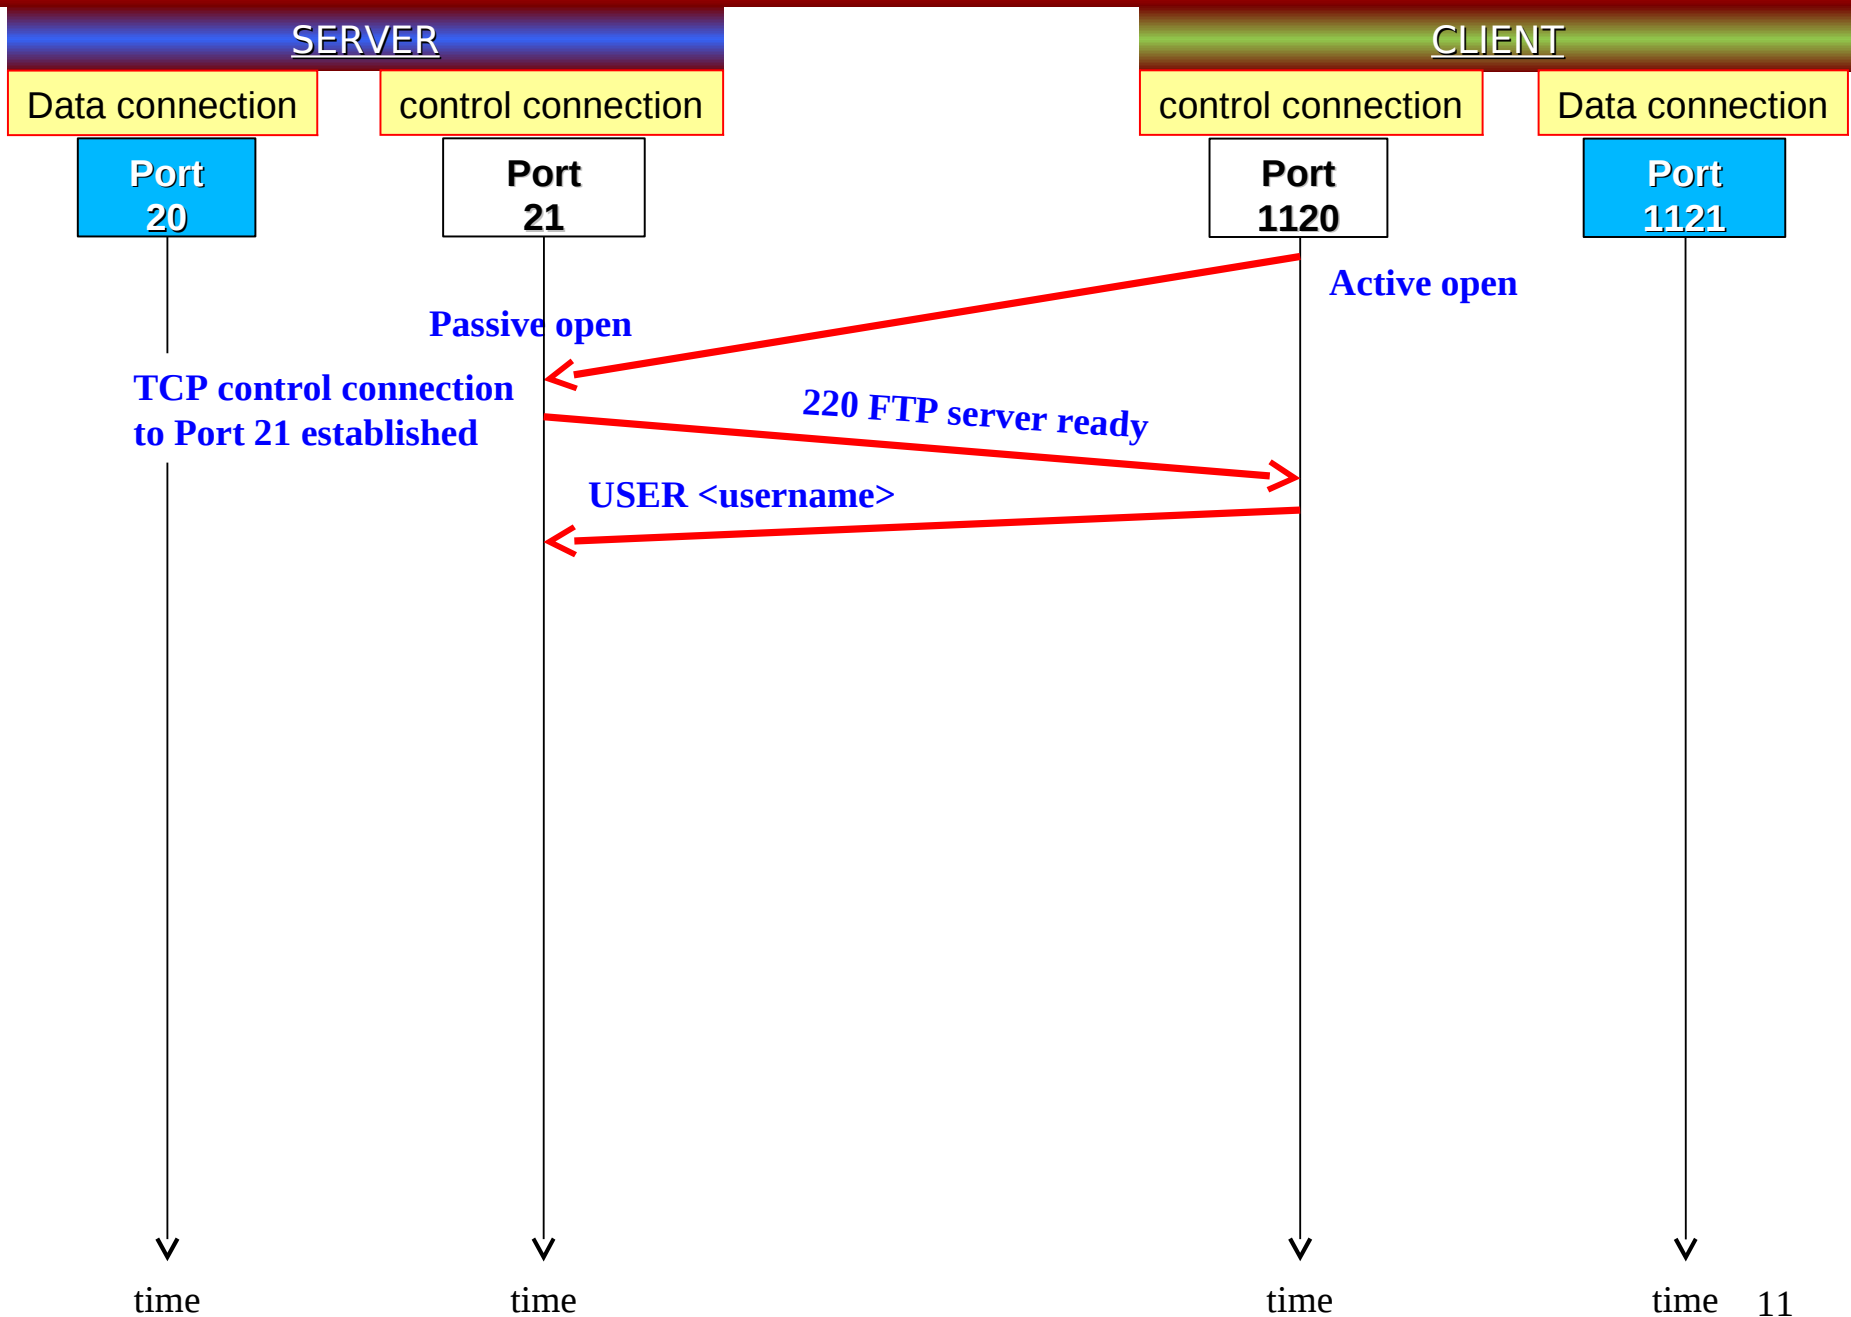 SERVER
CLIENT
Data connection
control connection
control connection
Data connection
Port
20
Port
21
Port
1120
Port
1121
Active open
Passive open
TCP control connection
to Port 21 established
220 FTP server ready
USER <username>
time
time
time
time
11